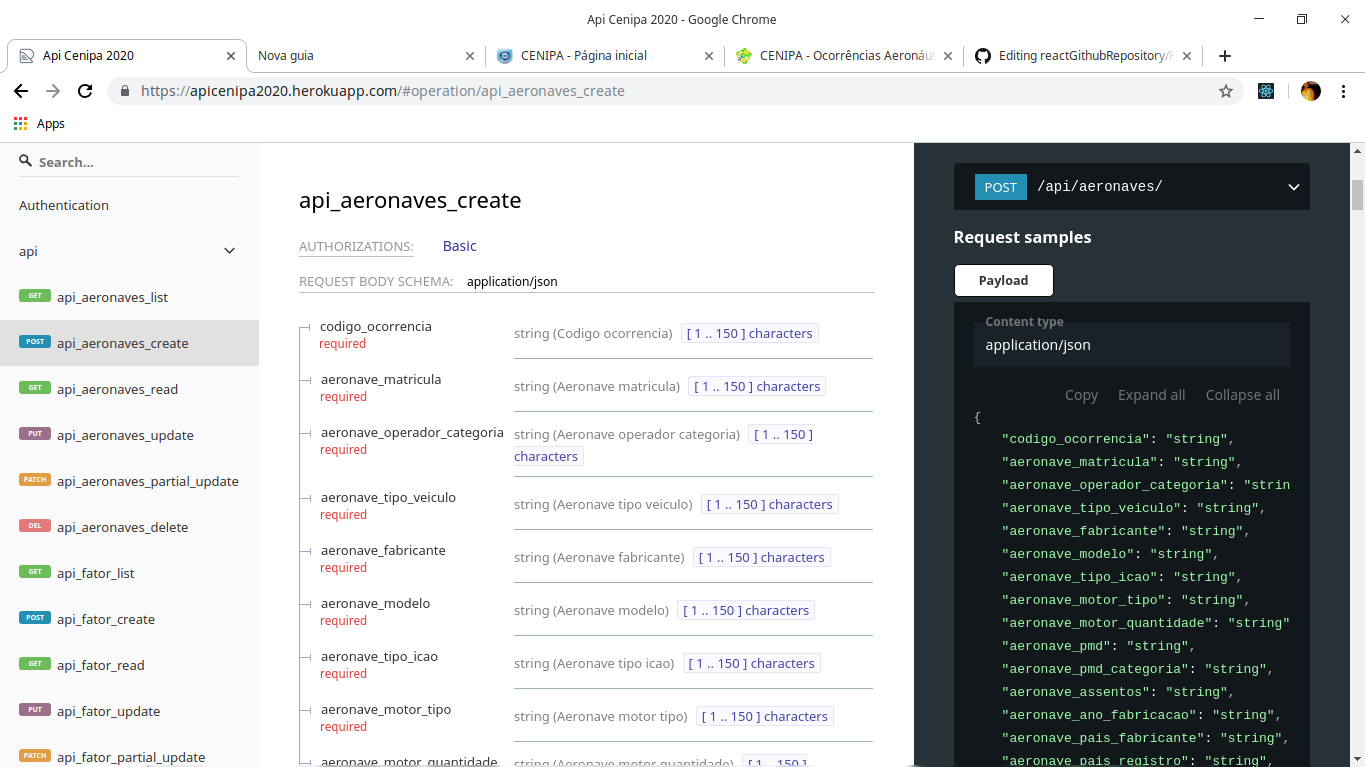 Api Cenipa 2020 - Google Chrome
Api Cenipa 2020
Nova guia
CENIPA - Página inicial
CENIPA - Ocorrências Aeronáut
Editing reactGithubRepository/
https://apicenipa2020.herokuapp.com/#operation/api_aeronaves_create
Apps
Search...
Authentication
api
GET api_aeronaves_list
POST api_aeronaves_create
GET api_aeronaves_read
PUT api_aeronaves_update
PATCH api_aeronaves_partial_update
DEL api_aeronaves_delete
GET api_fator_list
POST api_fator_create
GET api_fator_read
PUT api_fator_update
PATCH api_fator_partial_update
api_aeronaves_create
AUTHORIZATIONS: Basic
REQUEST BODY SCHEMA: application/json
codigo_ocorrencia string (Codigo ocorrencia) [ 1 .. 150 ] characters
required
aeronave_matricula string (Aeronave matricula) [ 1 .. 150 ] characters
required
aeronave_operador_categoria string (Aeronave operador categoria) [ 1 .. 150 ]
required characters
aeronave_tipo_veiculo string (Aeronave tipo veiculo) [ 1 .. 150 ] characters
required
aeronave_fabricante string (Aeronave fabricante) [ 1 .. 150 ] characters
required
aeronave_modelo string (Aeronave modelo) [ 1 .. 150 ] characters
required
aeronave_tipo_icao string (Aeronave tipo icao) [ 1 .. 150 ] characters
required
aeronave_motor_tipo string (Aeronave motor tipo) [ 1 .. 150 ] characters
required
aeronave_motor_quantidade string (Aeronave motor quantidade) [ 1 .. 150 ]
POST /api/aeronaves/
Request samples
Payload
Content type
application/json
Copy Expand all Collapse all
{
"codigo_ocorrencia": "string",
"aeronave_matricula": "string",
"aeronave_operador_categoria": "strin
"aeronave_tipo_veiculo": "string",
"aeronave_fabricante": "string",
"aeronave_modelo": "string",
"aeronave_tipo_icao": "string",
"aeronave_motor_tipo": "string",
"aeronave_motor_quantidade": "string"
"aeronave_pmd": "string",
"aeronave_pmd_categoria": "string",
"aeronave_assentos": "string",
"aeronave_ano_fabricacao": "string",
"aeronave_pais_fabricante": "string",
"aeronave_pais_registro": "string",